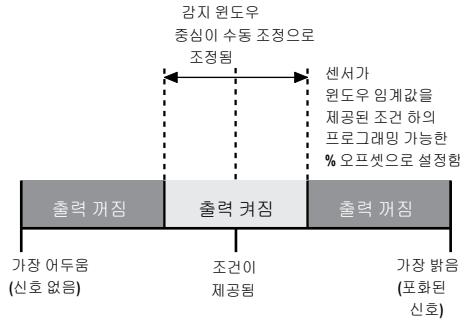 감지 윈도우
중심이 수동 조정으로
조정됨
센서가
윈도우 임계값을
제공된 조건 하의
프로그래밍 가능한
% 오프셋으로 설정함
출력 꺼짐
출력 켜짐
출력 꺼짐
가장 어두움
(신호 없음)
조건이
제공됨
가장 밝음
(포화된
신호)